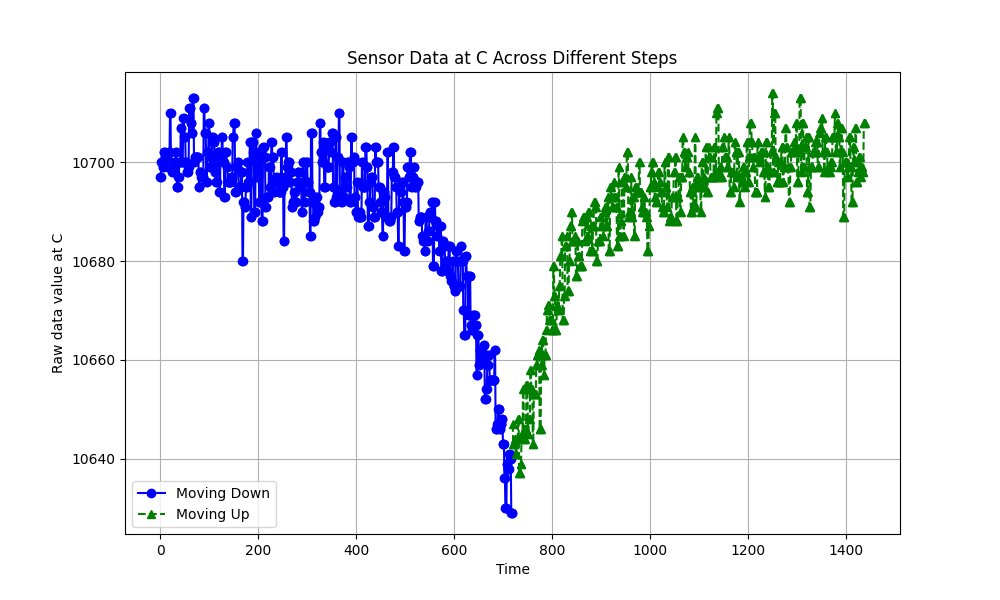 Sensor Data at C Across Different Steps
Raw data value at C
10700
10680
10660
10640
Moving Down
Moving Up
0 200 400 600 800 1000 1200 1400
Time